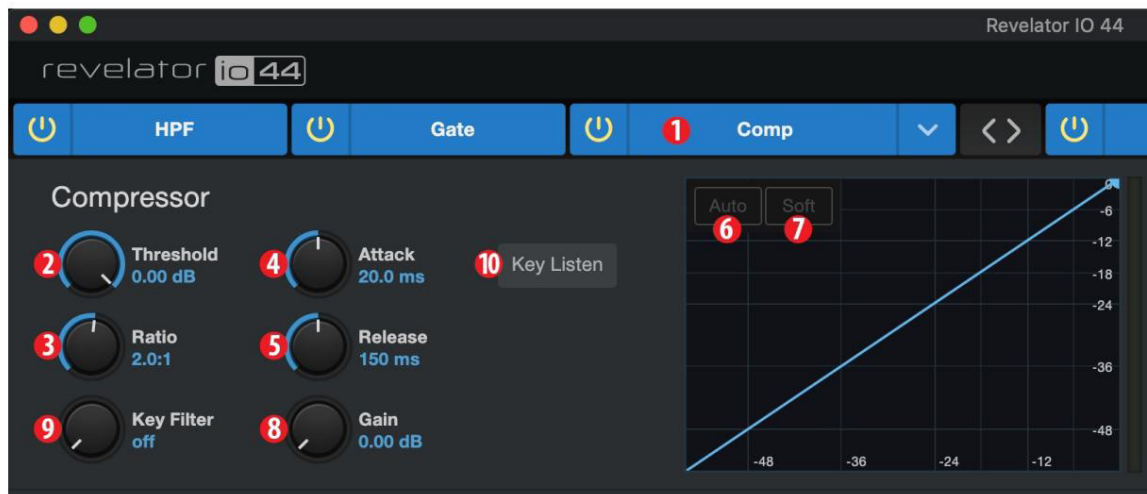 Revelator IO 44
revelator io 44
HPF
Gate
1
Comp
Compressor
2
Threshold
0.00 dB
4
Attack
20.0 ms
10
Key Listen
3
Ratio
2.0:1
5
Release
150 ms
9
Key Filter
off
8
Gain
0.00 dB
Auto
Soft
6
7
0
-6
-12
-18
-24
-36
-48
-48
-36
-24
-12